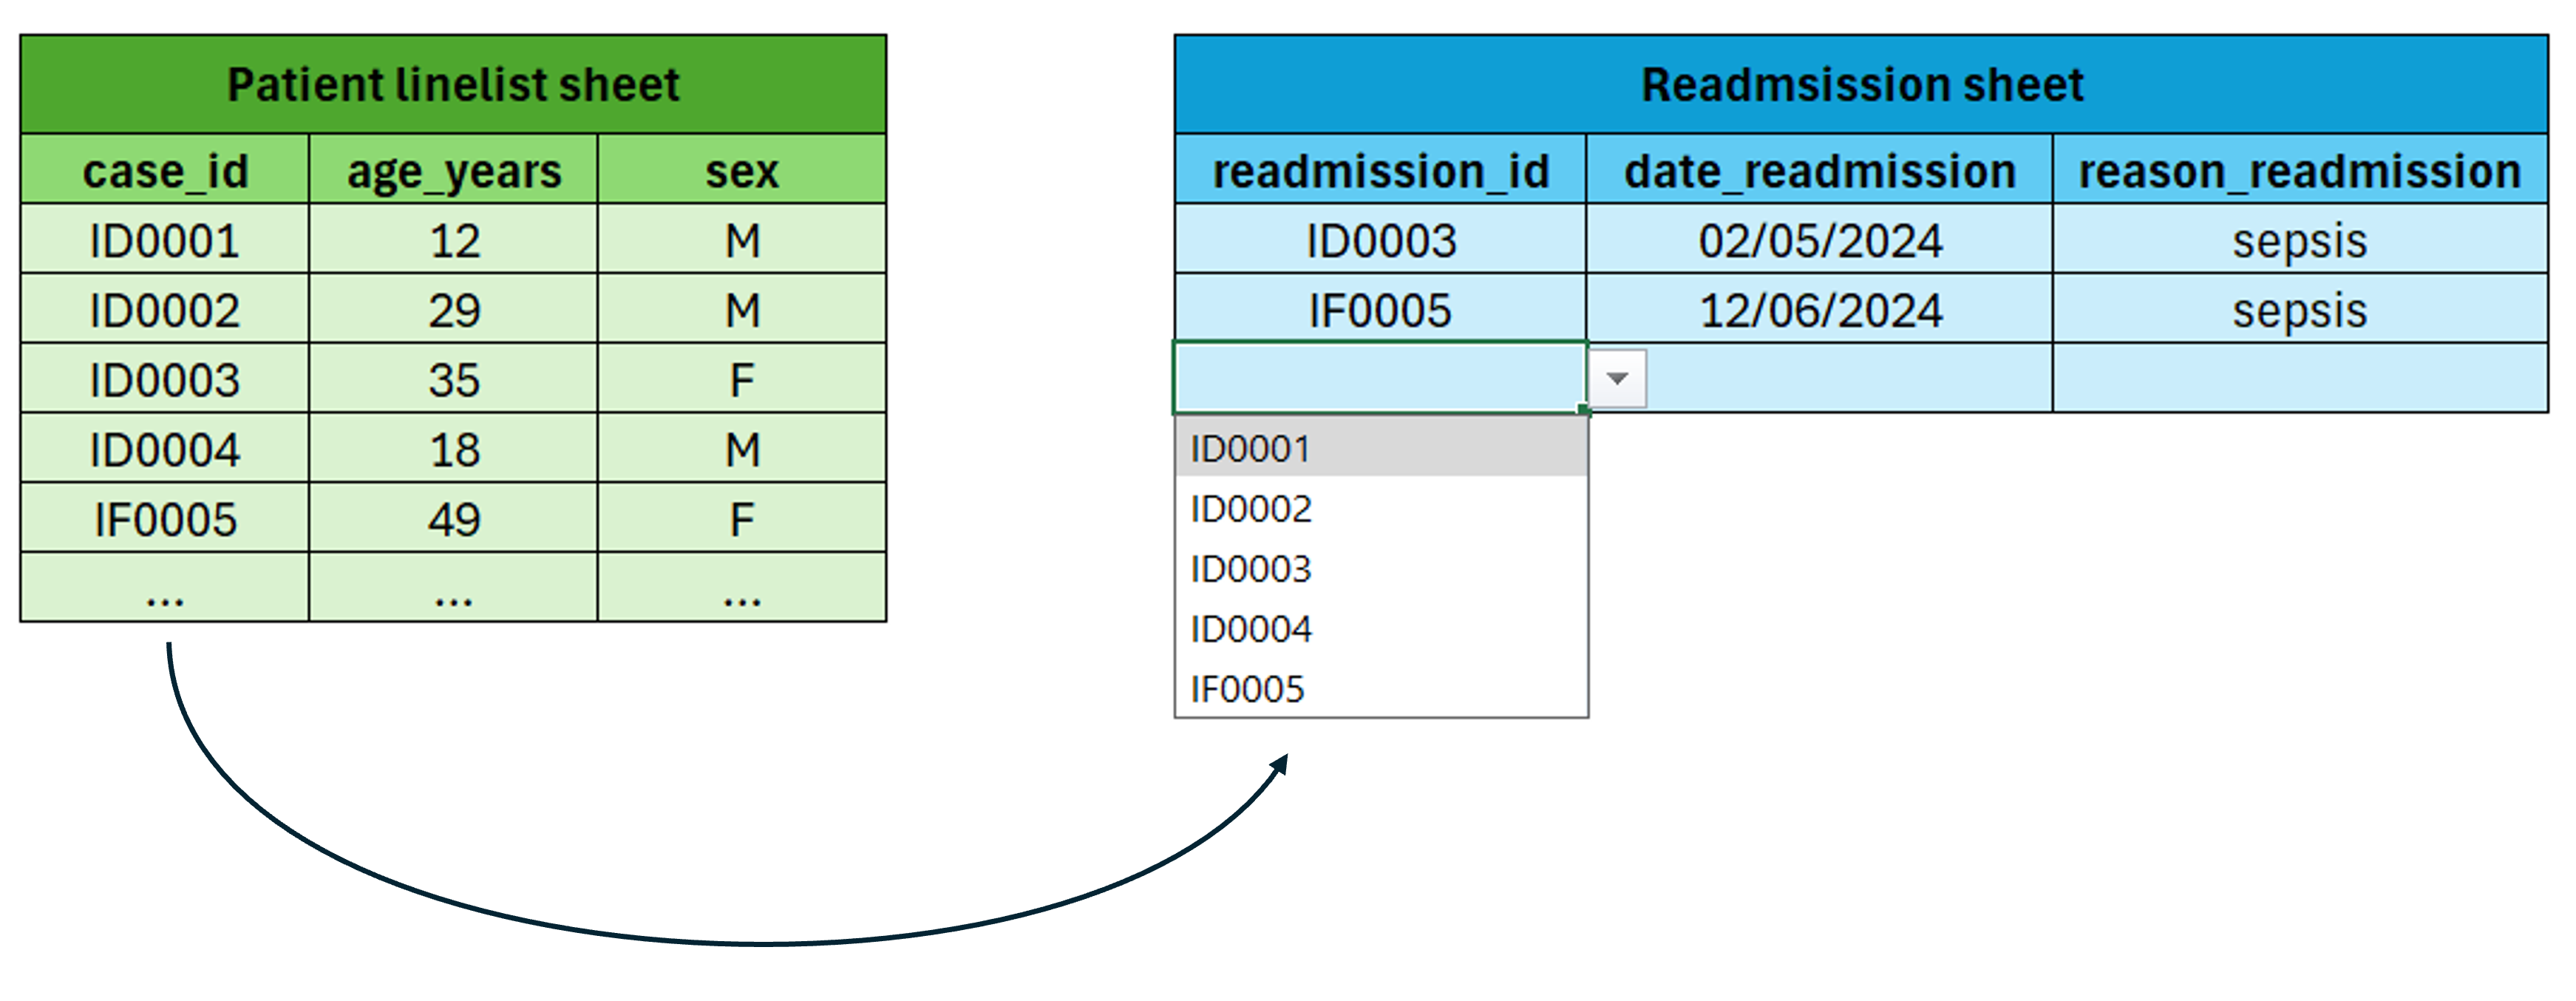 Patient linelist sheet
case_id age_years sex
ID0001 12 M
ID0002 29 M
ID0003 35 F
ID0004 18 M
IF0005 49 F
... ... ...
Readmsission sheet
readmission_id date_readmission reason_readmission
ID0003 02/05/2024 sepsis
IF0005 12/06/2024 sepsis
ID0001
ID0002
ID0003
ID0004
IF0005